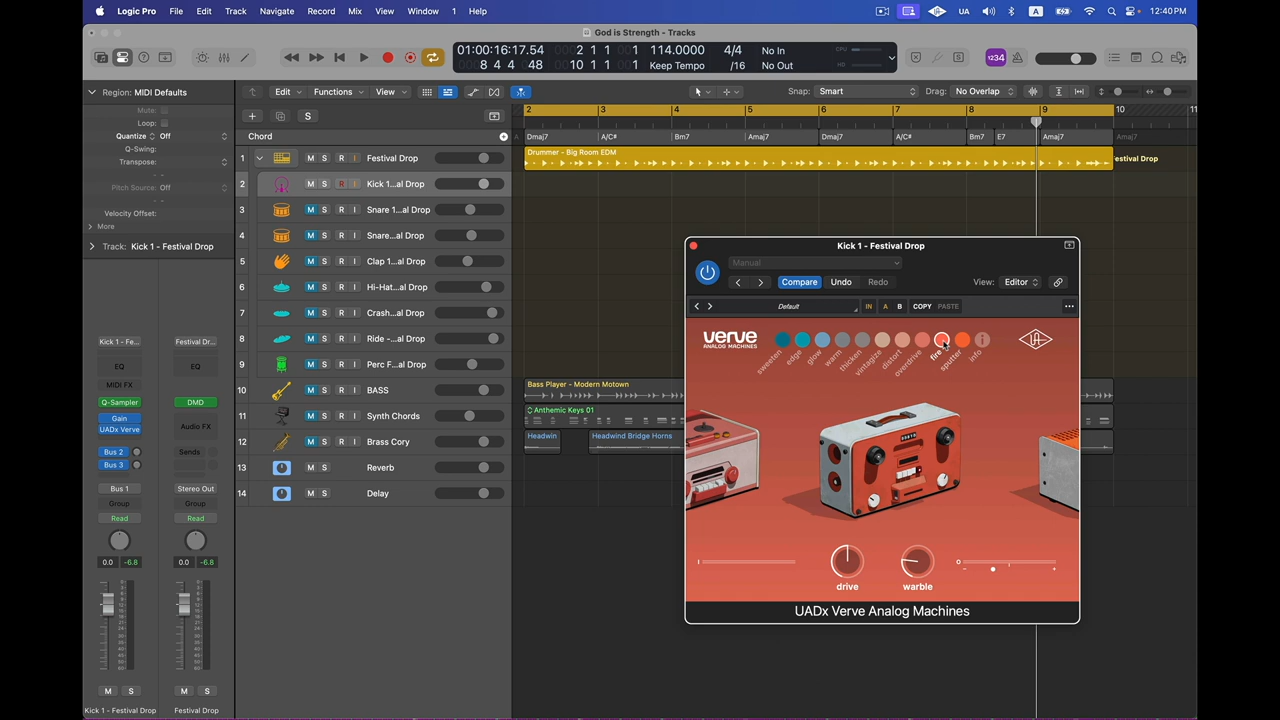 Logic Pro File Edit Track Navigate Record Mix View Window 1 Help UA A 12:40 PM
God is Strength - Tracks
01:00:16:17.54 2 1 1 1 114.0000 4/4 No In CPU
8 4 4 48 10 1 1 1 Keep Tempo /16 No Out HD
1234
Region: MIDI Defaults
Mute:
Loop:
Quantize Off
Q-Swing:
Transpose:
Pitch Source: Off
Velocity Offset:
More
Track: Kick 1 - Festival Drop
Edit Functions View Snap: Smart Drag: No Overlap
2 3 4 5 6 7 8 9 10 11
Chord
Dmaj7 A/C# Bm7 Amaj7 Dmaj7 A/C# Bm7 E7 Amaj7 Amaj7
1 M S R I Festival Drop
Drummer - Big Room EDM
Festival Drop
2 M S R I Kick 1...al Drop
3 M S R I Snare 1...al Drop
4 M S R I Snare...al Drop
5 M S R I Clap 1...al Drop
6 M S R I Hi-Hat...al Drop
7 M S R I Crash...al Drop
8 M S R I Ride -...al Drop
9 M S R I Perc F...al Drop
10 M S R I BASS
Bass Player - Modern Motown
11 M S R I Synth Chords
Anthemic Keys 01
12 M S R I Brass Cory
Headwin Headwind Bridge Horns
13 M S R I Reverb
14 M S Delay
Kick 1 - Fe... Festival Dr...
EQ EQ
MIDI FX
Q-Sampler DMD
Gain
UADx Verve
Audio FX
Bus 2
Bus 3
Sends
Bus 1 Stereo Out
Group Group
Read Read
0.0 -6.8 0.0 -6.8
M S M S
Kick 1 - Festival Drop Festival Drop
Kick 1 - Festival Drop
Manual
Compare Undo Redo View: Editor
Default IN A B COPY PASTE
verve
ANALOG MACHINES
sweeten edge glow warm thicken vintagize distort overdrive fire sputter info
drive warble
UADx Verve Analog Machines